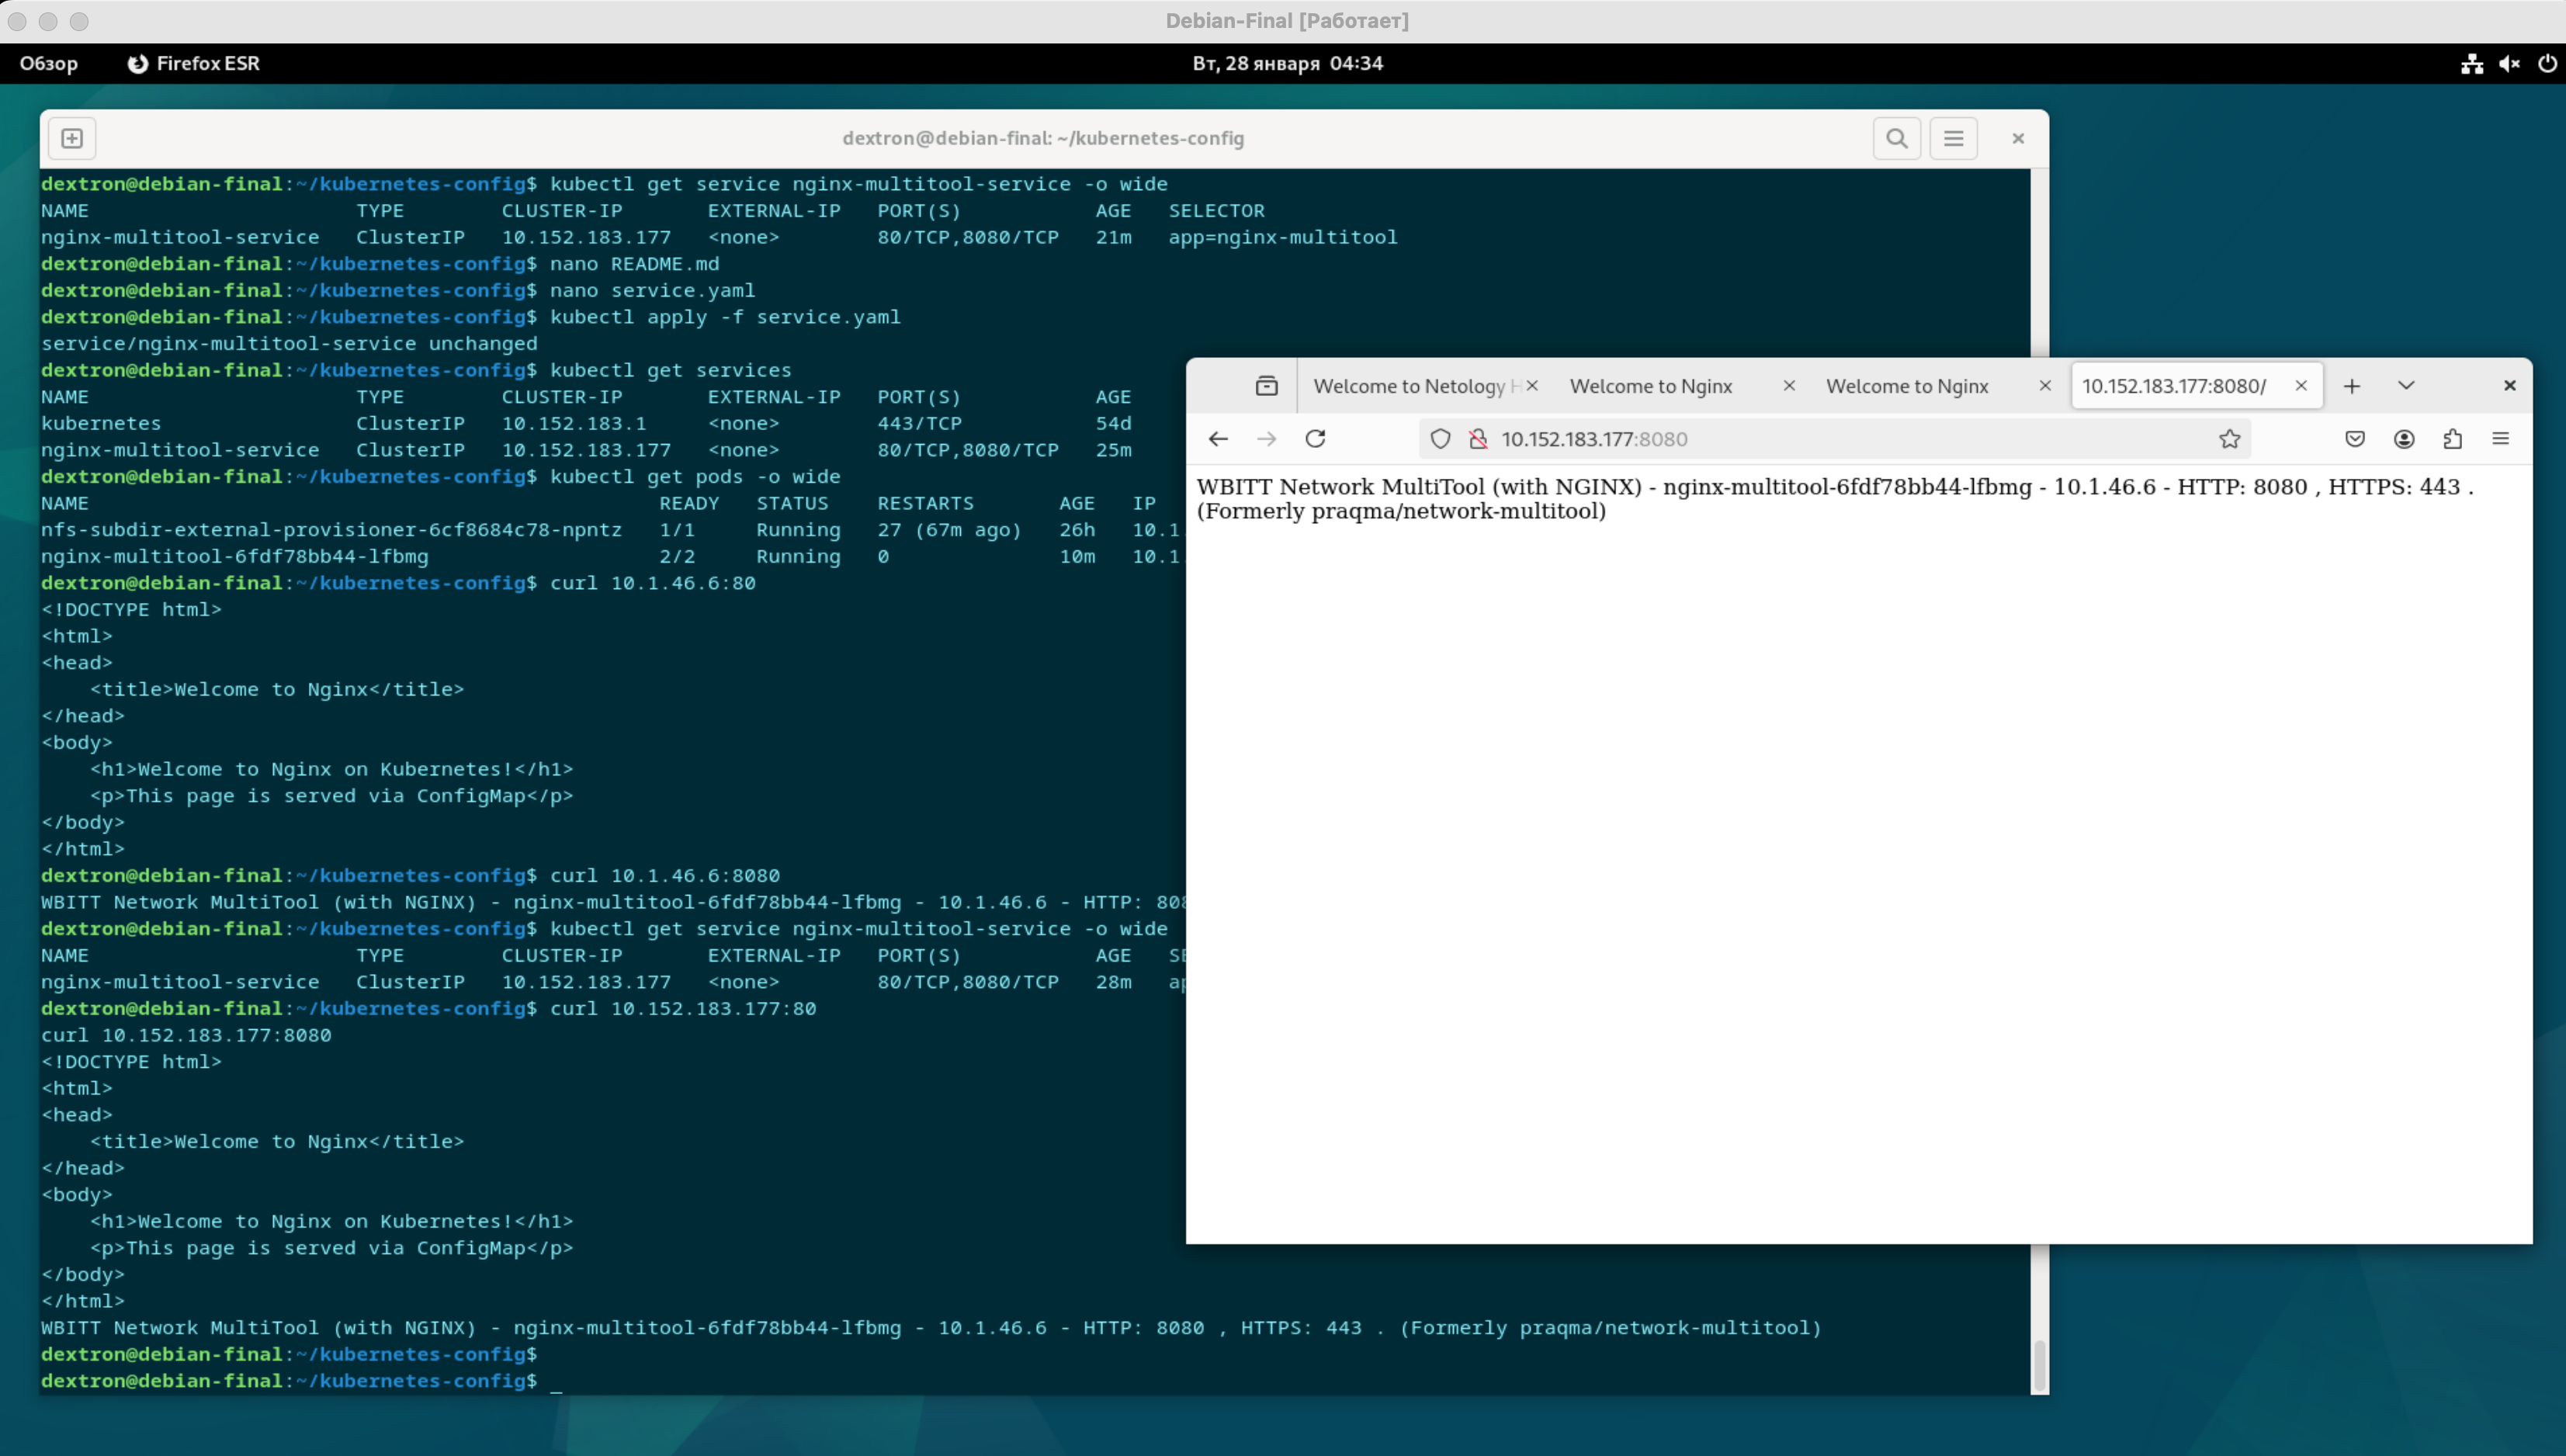 Debian-Final [Работает]
Обзор Firefox ESR Вт, 28 января 04:34
dextron@debian-final: ~/kubernetes-config
dextron@debian-final:~/kubernetes-config$ kubectl get service nginx-multitool-service -o wide
NAME TYPE CLUSTER-IP EXTERNAL-IP PORT(S) AGE SELECTOR
nginx-multitool-service ClusterIP 10.152.183.177 <none> 80/TCP,8080/TCP 21m app=nginx-multitool
dextron@debian-final:~/kubernetes-config$ nano README.md
dextron@debian-final:~/kubernetes-config$ nano service.yaml
dextron@debian-final:~/kubernetes-config$ kubectl apply -f service.yaml
service/nginx-multitool-service unchanged
dextron@debian-final:~/kubernetes-config$ kubectl get services
NAME TYPE CLUSTER-IP EXTERNAL-IP PORT(S) AGE
kubernetes ClusterIP 10.152.183.1 <none> 443/TCP 54d
nginx-multitool-service ClusterIP 10.152.183.177 <none> 80/TCP,8080/TCP 25m
dextron@debian-final:~/kubernetes-config$ kubectl get pods -o wide
NAME READY STATUS RESTARTS AGE IP
nfs-subdir-external-provisioner-6cf8684c78-npntz 1/1 Running 27 (67m ago) 26h 10.1
nginx-multitool-6fdf78bb44-lfbmg 2/2 Running 0 10m 10.1
dextron@debian-final:~/kubernetes-config$ curl 10.1.46.6:80
<!DOCTYPE html>
<html>
<head>
    <title>Welcome to Nginx</title>
</head>
<body>
    <h1>Welcome to Nginx on Kubernetes!</h1>
    <p>This page is served via ConfigMap</p>
</body>
</html>
dextron@debian-final:~/kubernetes-config$ curl 10.1.46.6:8080
WBITT Network MultiTool (with NGINX) - nginx-multitool-6fdf78bb44-lfbmg - 10.1.46.6 - HTTP: 808
dextron@debian-final:~/kubernetes-config$ kubectl get service nginx-multitool-service -o wide
NAME TYPE CLUSTER-IP EXTERNAL-IP PORT(S) AGE SE
nginx-multitool-service ClusterIP 10.152.183.177 <none> 80/TCP,8080/TCP 28m ap
dextron@debian-final:~/kubernetes-config$ curl 10.152.183.177:80
curl 10.152.183.177:8080
<!DOCTYPE html>
<html>
<head>
    <title>Welcome to Nginx</title>
</head>
<body>
    <h1>Welcome to Nginx on Kubernetes!</h1>
    <p>This page is served via ConfigMap</p>
</body>
</html>
WBITT Network MultiTool (with NGINX) - nginx-multitool-6fdf78bb44-lfbmg - 10.1.46.6 - HTTP: 8080 , HTTPS: 443 . (Formerly praqma/network-multitool)
dextron@debian-final:~/kubernetes-config$
dextron@debian-final:~/kubernetes-config$ _
Welcome to Netology H Welcome to Nginx Welcome to Nginx 10.152.183.177:8080/
10.152.183.177:8080
WBITT Network MultiTool (with NGINX) - nginx-multitool-6fdf78bb44-lfbmg - 10.1.46.6 - HTTP: 8080 , HTTPS: 443 .
(Formerly praqma/network-multitool)